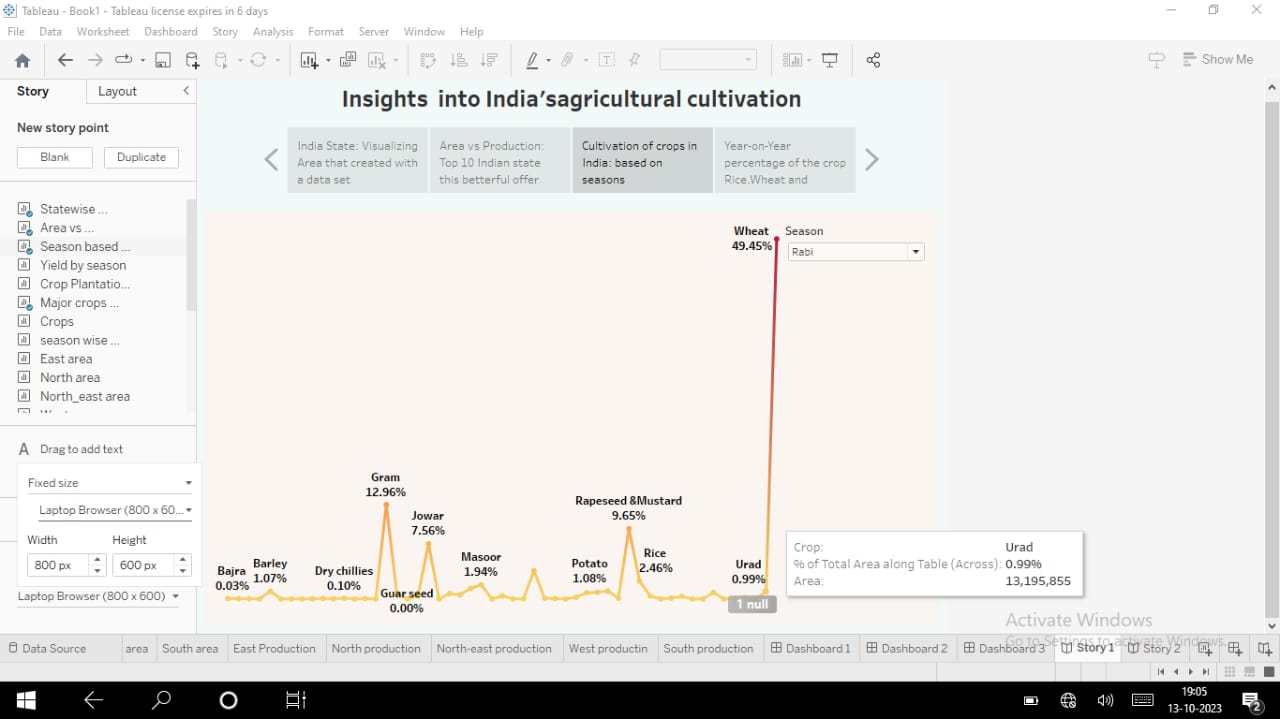 Tableau - Book1 - Tableau license expires in 6 days
File Data Worksheet Dashboard Story Analysis Format Server Window Help
Show Me
Story Layout
New story point
Blank Duplicate
Statewise ...
Area vs ...
Season based ...
Yield by season
Crop Plantatio...
Major crops ...
Crops
season wise ...
East area
North area
North_east area
A Drag to add text
Fixed size
Laptop Browser (800 x 60...
Width Height
800 px 600 px
Laptop Browser (800 x 600)
Insights into India'sagricultural cultivation
India State: Visualizing
Area that created with
a data set
Area vs Production:
Top 10 Indian state
this betterful offer
Cultivation of crops in
India: based on
seasons
Year-on-Year
percentage of the crop
Rice.Wheat and
Wheat
49.45%
Season
Rabi
Gram
12.96%
Jowar
7.56%
Rapeseed &Mustard
9.65%
Bajra
0.03%
Barley
1.07%
Dry chillies
0.10%
Guar seed
0.00%
Masoor
1.94%
Potato
1.08%
Rice
2.46%
Urad
0.99%
1 null
Crop: Urad
% of Total Area along Table (Across): 0.99%
Area: 13,195,855
Activate Windows
Go to Settings to activate Windows.
Data Source area South area East Production North production North-east production West productin South production Dashboard 1 Dashboard 2 Dashboard 3 Story 1 Story 2
19:05
13-10-2023
2